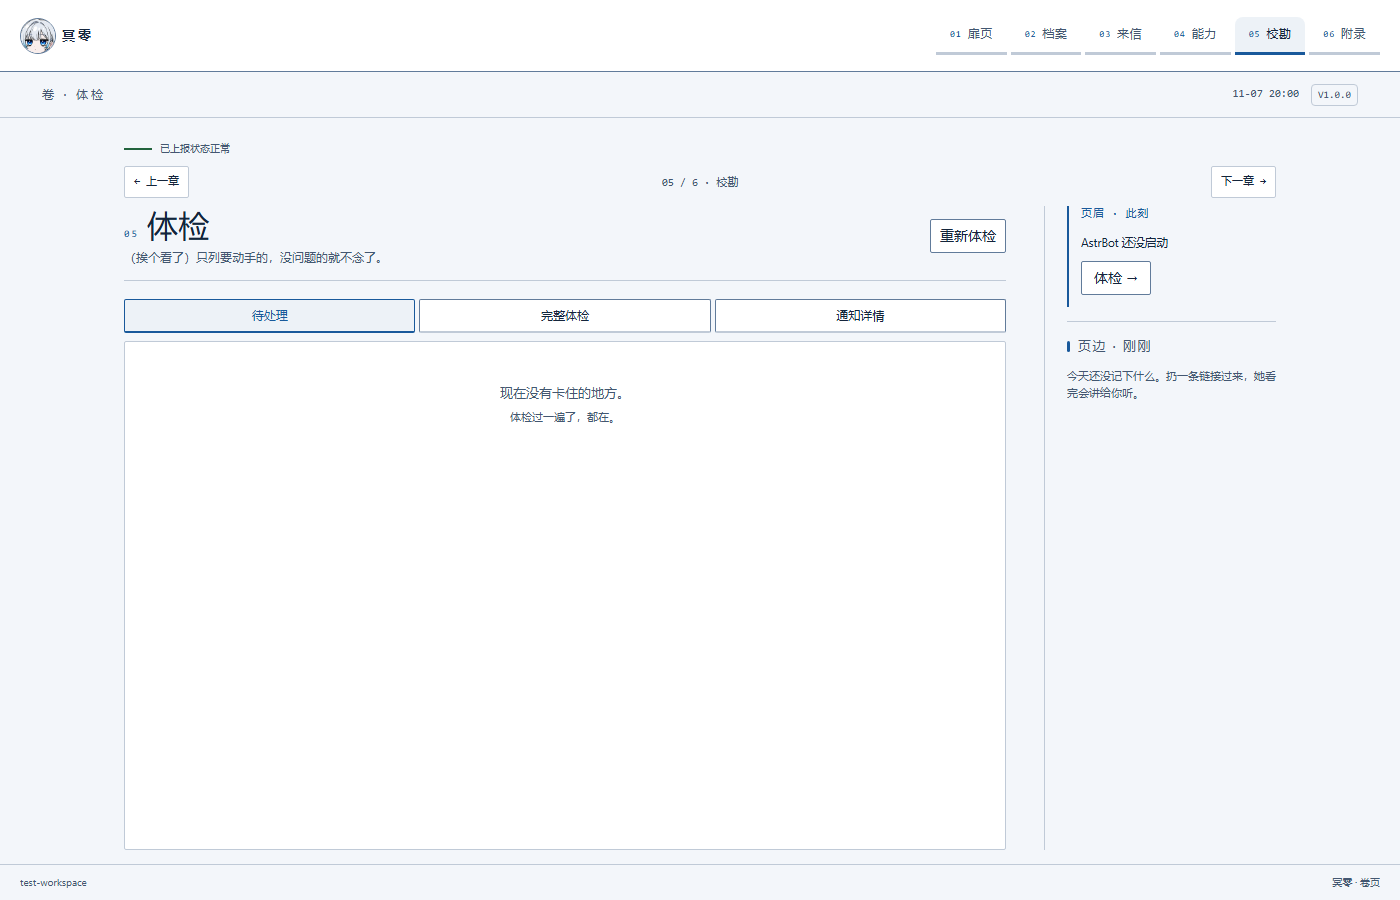 冥零
01 扉页
02 档案
03 来信
04 能力
05 校勘
06 附录
卷 · 体检
11-07 20:00
V1.0.0
已上报状态正常
← 上一章
05 / 6 · 校勘
下一章 →
05 体检
（挨个看了）只列要动手的，没问题的就不念了。
重新体检
待处理
完整体检
通知详情
现在没有卡住的地方。
体检过一遍了，都在。
页眉 · 此刻
AstrBot 还没启动
体检 →
页边 · 刚刚
今天还没记下什么。扔一条链接过来，她看
完会讲给你听。
test-workspace
冥零 · 卷页